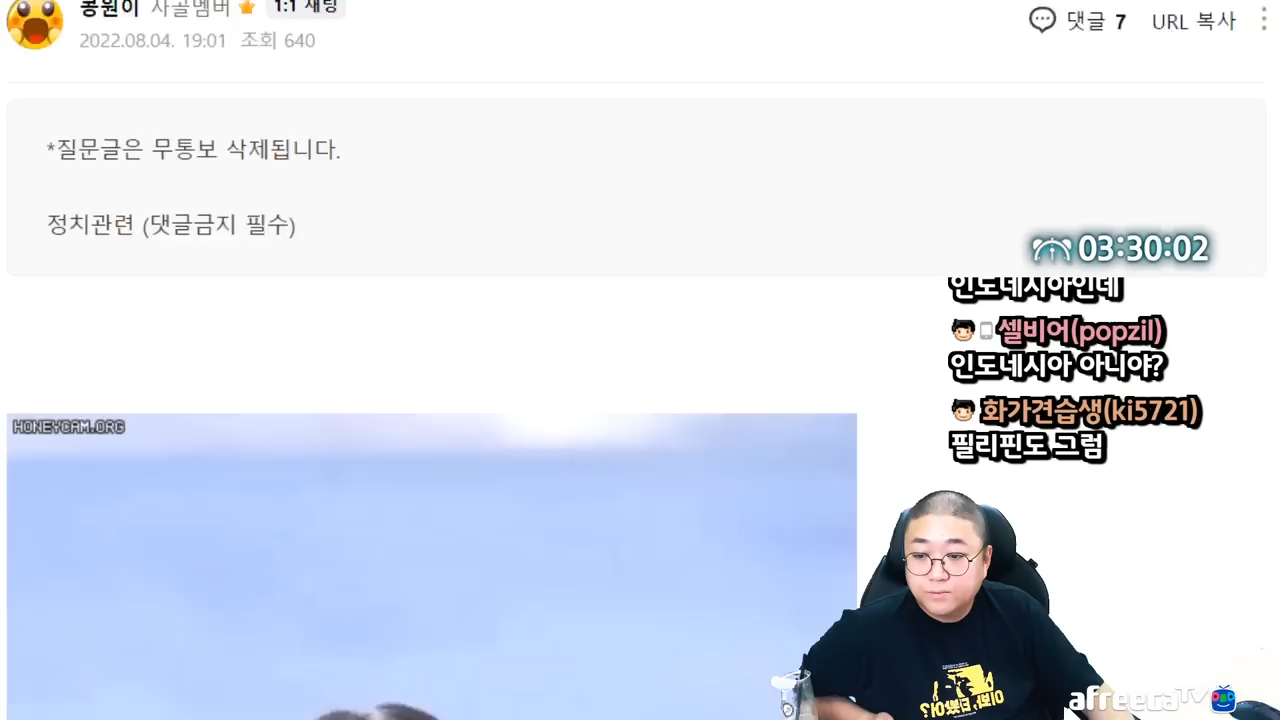 콩원이 사골멤버 1:1 채팅
2022.08.04. 19:01 조회 640
댓글 7 URL 복사
*질문글은 무통보 삭제됩니다.
정치관련 (댓글금지 필수)
03:30:02
인도네시아인데
셀비어(popzil)
인도네시아 아니야?
화가견습생(ki5721)
필리핀도 그럼
HONEYCAM.ORG
afreecaTV